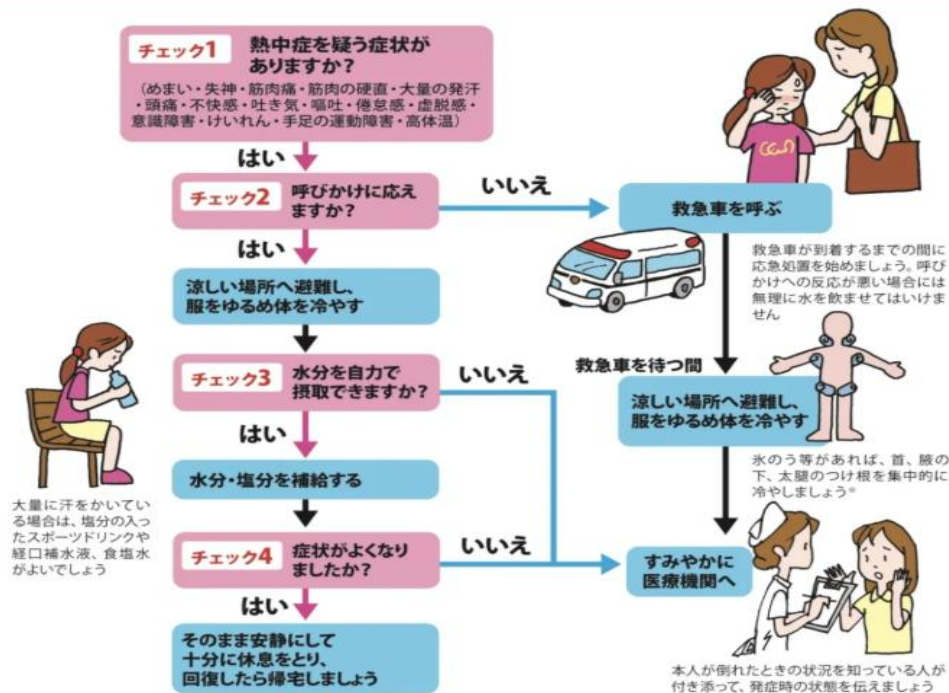 チェック1
熱中症を疑う症状が
ありますか？
（めまい・失神・筋肉痛・筋肉の硬直・大量の発汗
・頭痛・不快感・吐き気・嘔吐・倦怠感・虚脱感・
意識障害・けいれん・手足の運動障害・高体温）
はい
チェック2
呼びかけに応え
ますか？
いいえ
救急車を呼ぶ
救急車が到着するまでの間に
応急処置を始めましょう。呼び
かけへの反応が悪い場合には
無理に水を飲ませてはいけま
せん
はい
涼しい場所へ避難し、
服をゆるめ体を冷やす
チェック3
水分を自力で
摂取できますか？
いいえ
救急車を待つ間
涼しい場所へ避難し、
服をゆるめ体を冷やす
氷のう等があれば、首、腋の
下、太腿のつけ根を集中的に
冷やしましょう※
はい
水分・塩分を補給する
大量に汗をかいてい
る場合は、塩分の入っ
たスポーツドリンクや
経口補水液、食塩水
がよいでしょう
チェック4
症状がよくなり
ましたか？
いいえ
すみやかに
医療機関へ
はい
そのまま安静にして
十分に休息をとり、
回復したら帰宅しましょう
本人が倒れたときの状況を知っている人が
付き添って、発症時の状態を伝えましょう